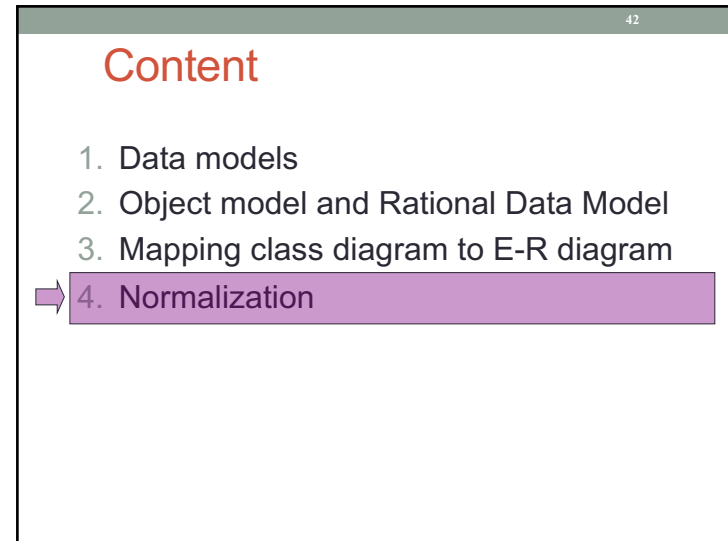 42
Content
1. Data models
2. Object model and Rational Data Model
3. Mapping class diagram to E-R diagram
4. Normalization